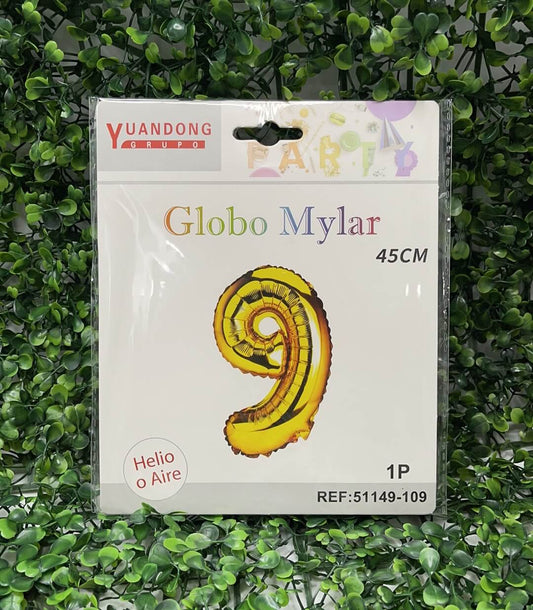 YUANDONG
GRUPO
PARTY
Globo Mylar
45CM
9
Helio
o Aire
1P
REF:51149-109